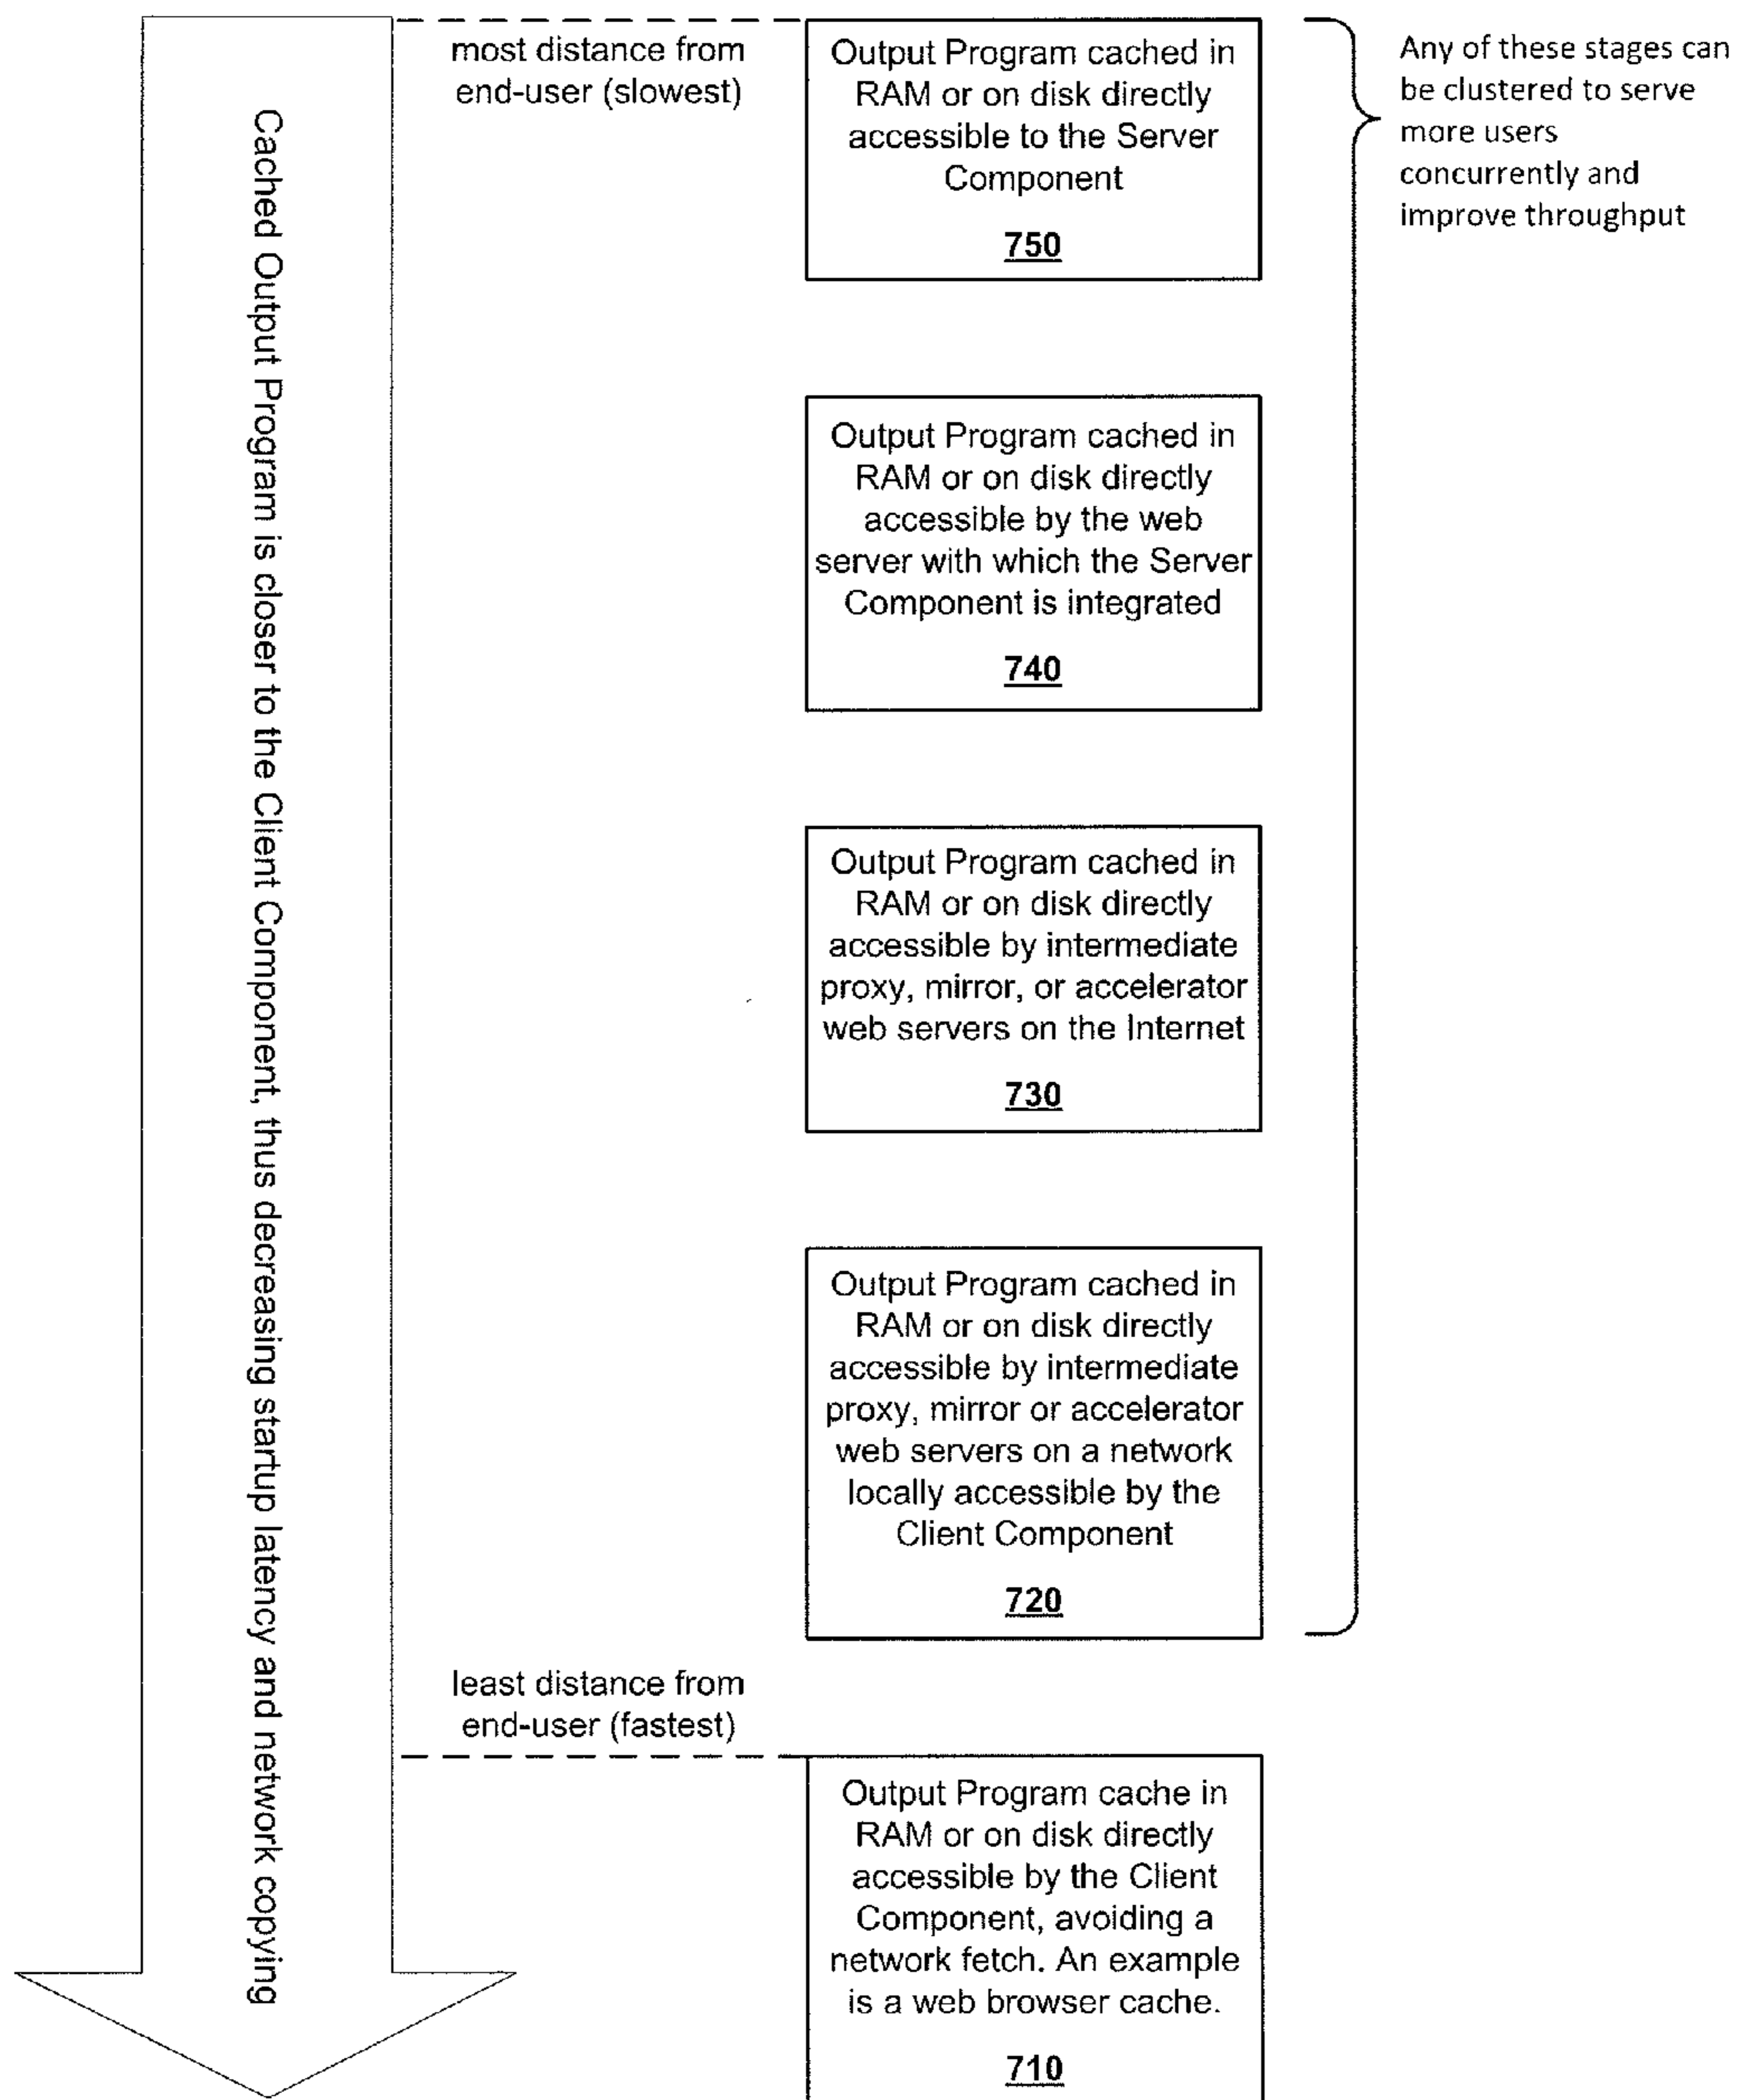 Cached Output Program is closer to the Client Component, thus decreasing startup latency and network copying
most distance from
end-user (slowest)
Output Program cached in
RAM or on disk directly
accessible to the Server
Component
750
Any of these stages can
be clustered to serve
more users
concurrently and
improve throughput
Output Program cached in
RAM or on disk directly
accessible by the web
server with which the Server
Component is integrated
740
Output Program cached in
RAM or on disk directly
accessible by intermediate
proxy, mirror, or accelerator
web servers on the Internet
730
Output Program cached in
RAM or on disk directly
accessible by intermediate
proxy, mirror or accelerator
web servers on a network
locally accessible by the
Client Component
720
least distance from
end-user (fastest)
Output Program cache in
RAM or on disk directly
accessible by the Client
Component, avoiding a
network fetch. An example
is a web browser cache.
710